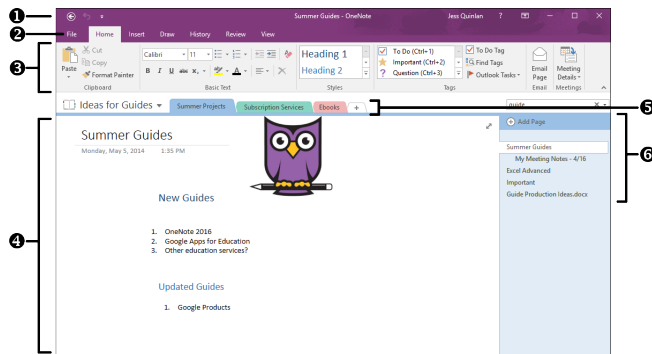 1
Summer Guides - OneNote
Jess Quinlan
?
2
File
Home
Insert
Draw
History
Review
View
3
Paste
Cut
Copy
Format Painter
Clipboard
Calibri
11
B I U abc x₂ A
Basic Text
Heading 1
Heading 2
Styles
To Do (Ctrl+1)
Important (Ctrl+2)
? Question (Ctrl+3)
To Do Tag
Find Tags
Outlook Tasks
Tags
Email
Page
Email
Meeting
Details
Meetings
Ideas for Guides
Summer Projects
Subscription Services
Ebooks
+
guide
x
5
4
Summer Guides
Monday, May 5, 2014 1:35 PM
New Guides
1. OneNote 2016
2. Google Apps for Education
3. Other education services?
Updated Guides
1. Google Products
Add Page
Summer Guides
My Meeting Notes - 4/16
Excel Advanced
Important
Guide Production Ideas.docx
6